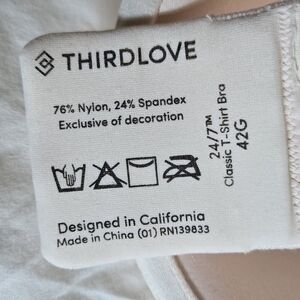 THIRDLOVE
76% Nylon, 24% Spandex
Exclusive of decoration
24/7™
Classic T-Shirt Bra
42G
Designed in California
Made in China (01) RN139833